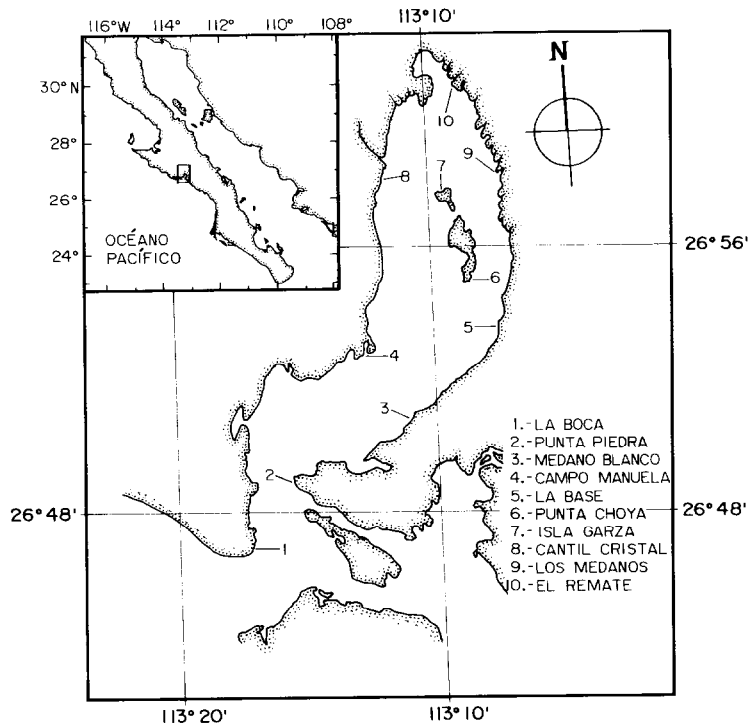 116°W 114° 112° 110° 108°
113°10'
30°N
28°
26°
24°
OCÉANO
PACÍFICO
N
10
9
7
8
26°56'
6
5
4
3
1.-LA BOCA
2.-PUNTA PIEDRA
3.-MEDANO BLANCO
4.-CAMPO MANUELA
5.-LA BASE
6.-PUNTA CHOYA
7.-ISLA GARZA
8.-CANTIL CRISTAL
9.-LOS MEDANOS
10.-EL REMATE
2
26°48'
26°48'
1
113°20'
113°10'